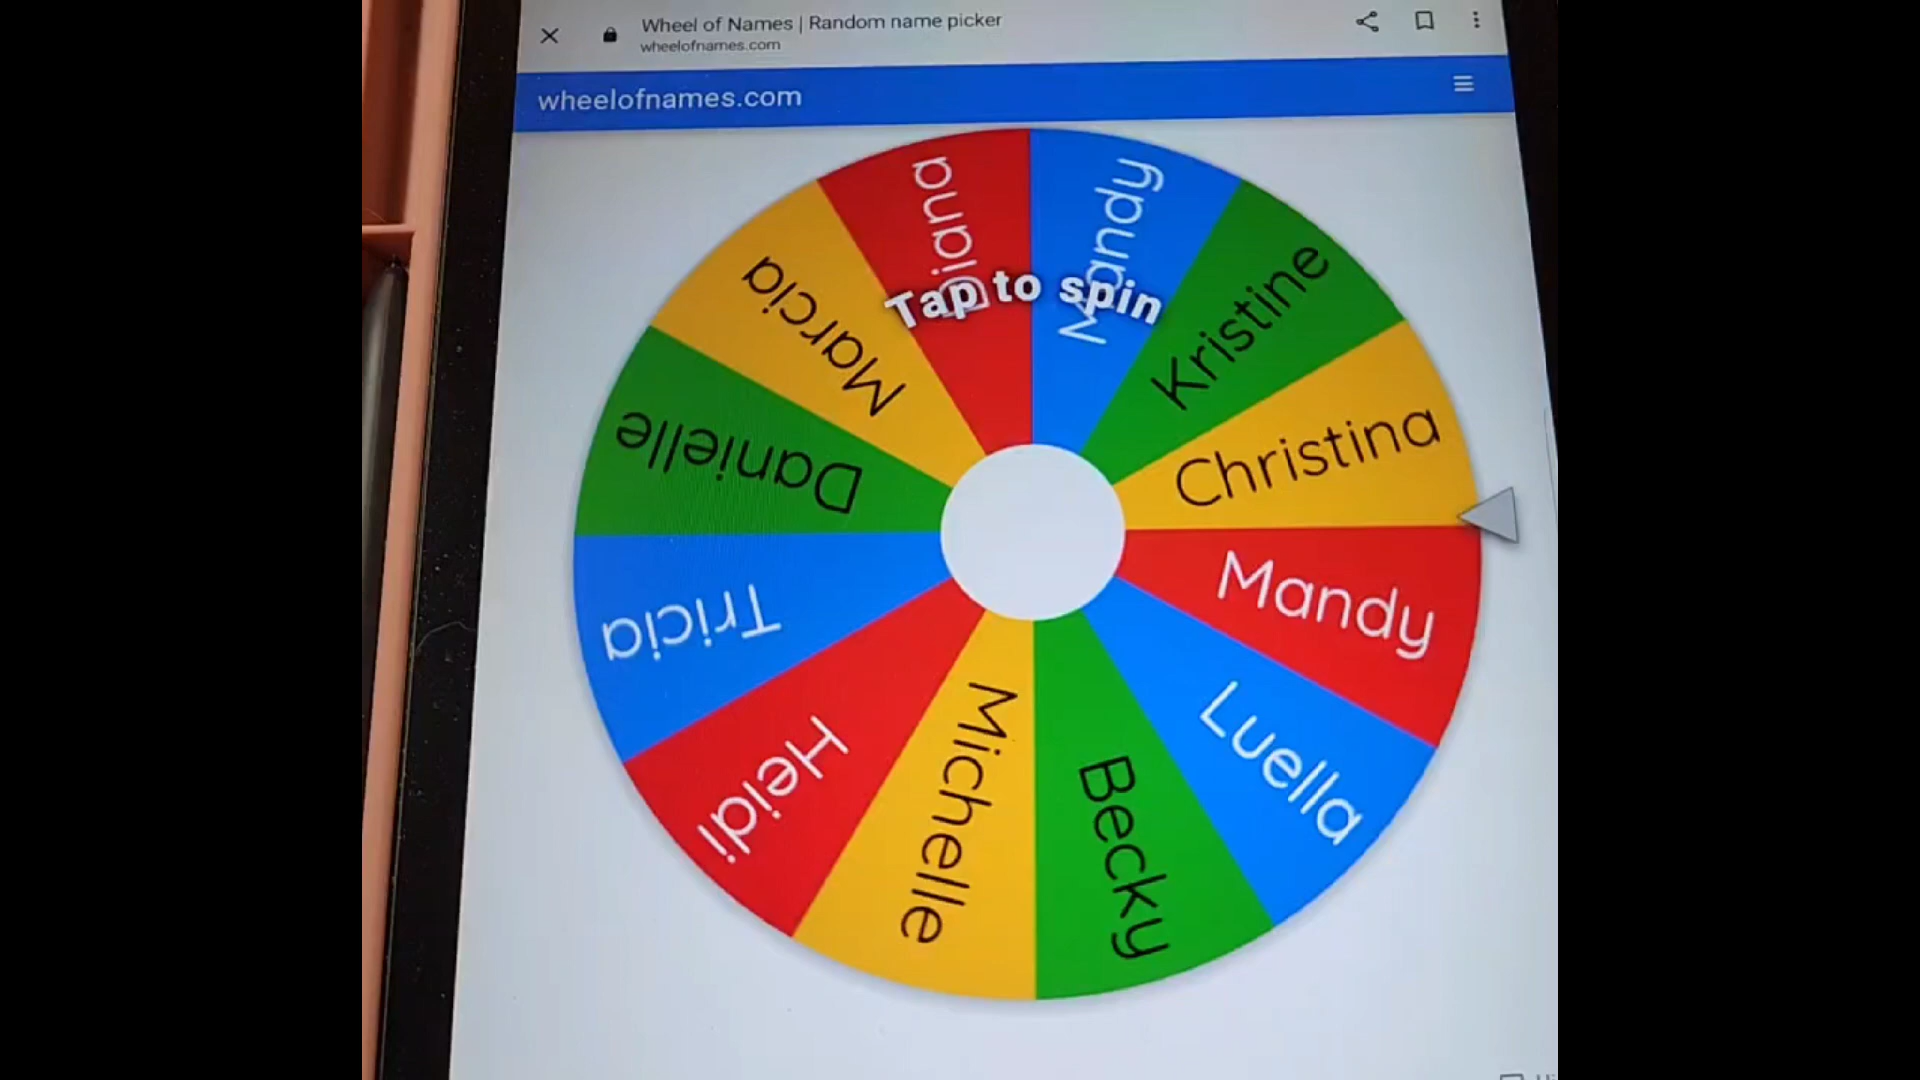 Wheel of Names | Random name picker
wheelofnames.com
wheelofnames.com
Tap to spin
Diana
Mandy
Kristine
Christina
Mandy
Luella
Becky
Michelle
Heidi
Tricia
Danielle
Marcia